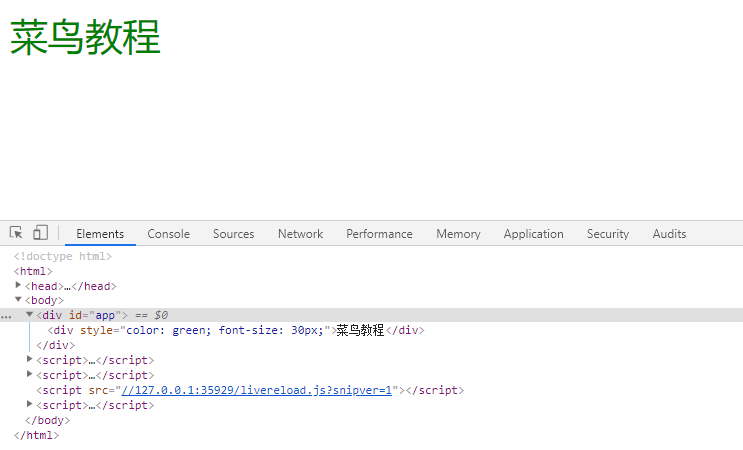 菜鸟教程
Elements Console Sources Network Performance Memory Application Security Audits
<!doctype html>
<html>
<head>…</head>
<body>
… <div id="app"> == $0
<div style="color: green; font-size: 30px;">菜鸟教程</div>
</div>
<script>…</script>
<script>…</script>
<script src="//127.0.0.1:35929/livereload.js?snipver=1"></script>
<script>…</script>
</body>
</html>